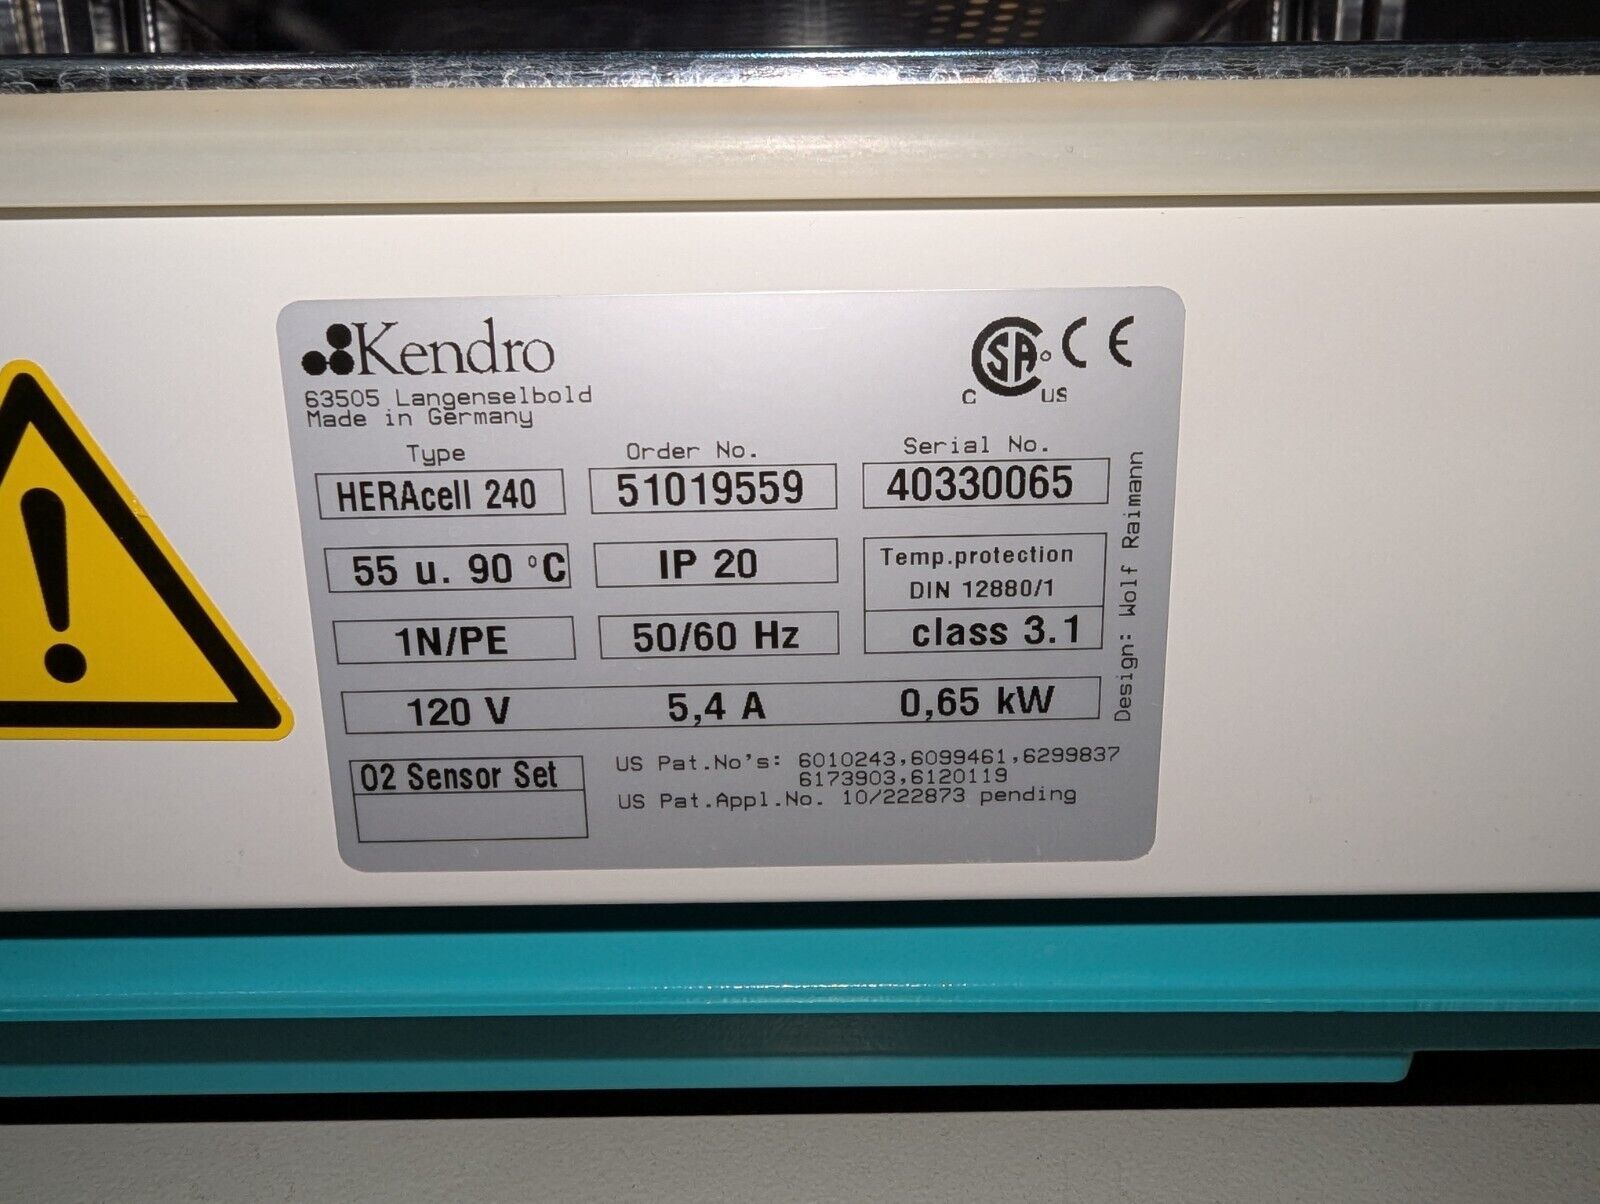 Kendro
63505 Langenselbold
Made in Germany
CSA C US CE
Type Order No. Serial No.
HERAcell 240 51019559 40330065
55 u. 90 °C IP 20 Temp.protection
DIN 12880/1
1N/PE 50/60 Hz class 3.1
120 V 5,4 A 0,65 kW
Design: Wolf Raimann
O2 Sensor Set
US Pat.No's: 6010243,6099461,6299837
6173903,6120119
US Pat.Appl.No. 10/222873 pending